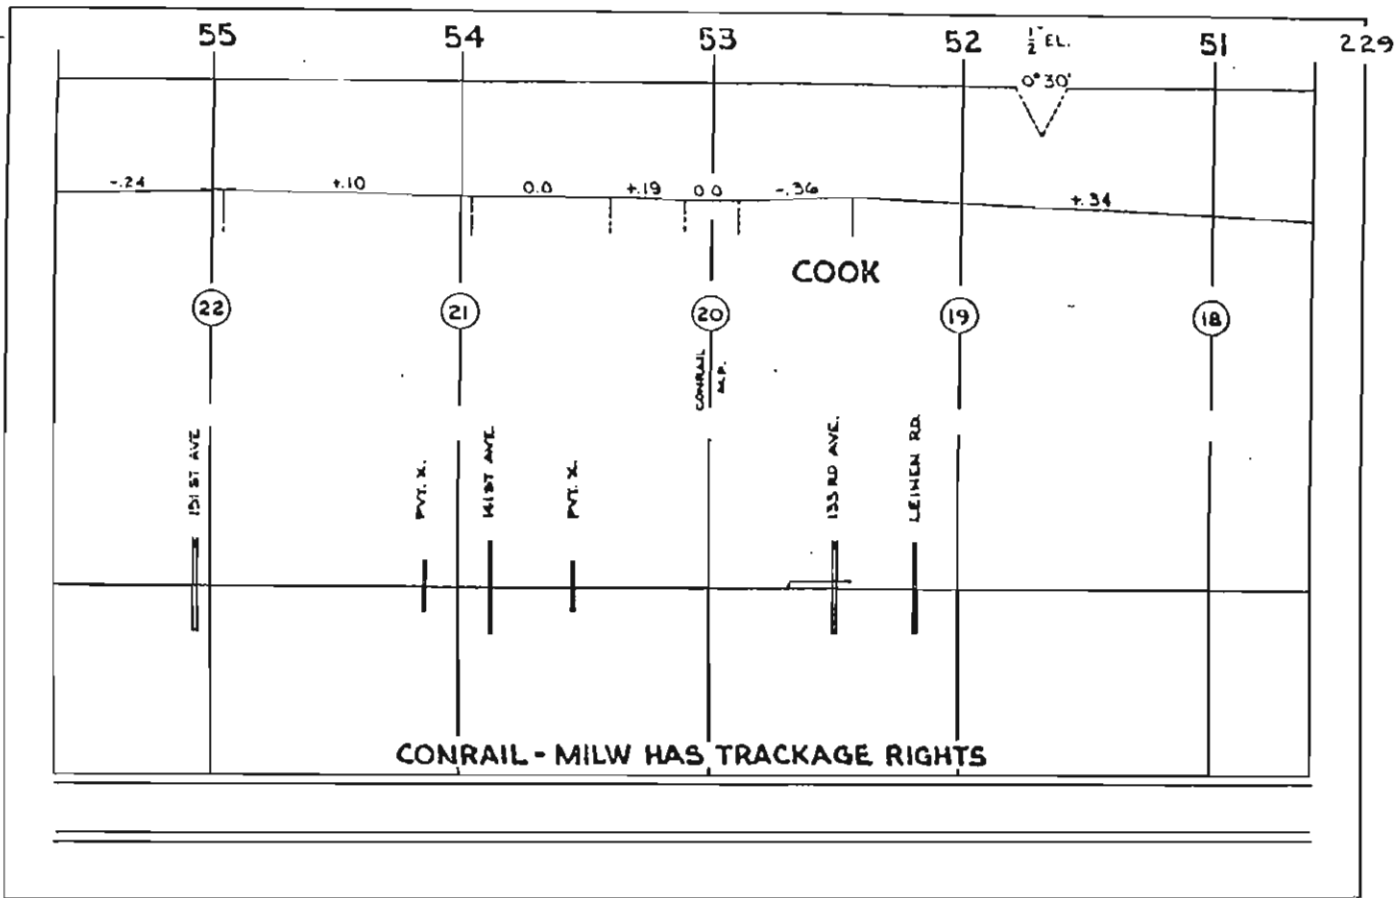 55 54 53 52 ½" EL. 51 229
0°30'
-.24 +.10 0.0 +.19 0.0 -.36 +.34
COOK
22 21 20 19 18
CONRAIL
M.P.
151 ST AVE
PVT. X.
141 ST AVE.
PVT. X.
133 RD AVE.
LEINEN RD.
CONRAIL - MILW HAS TRACKAGE RIGHTS